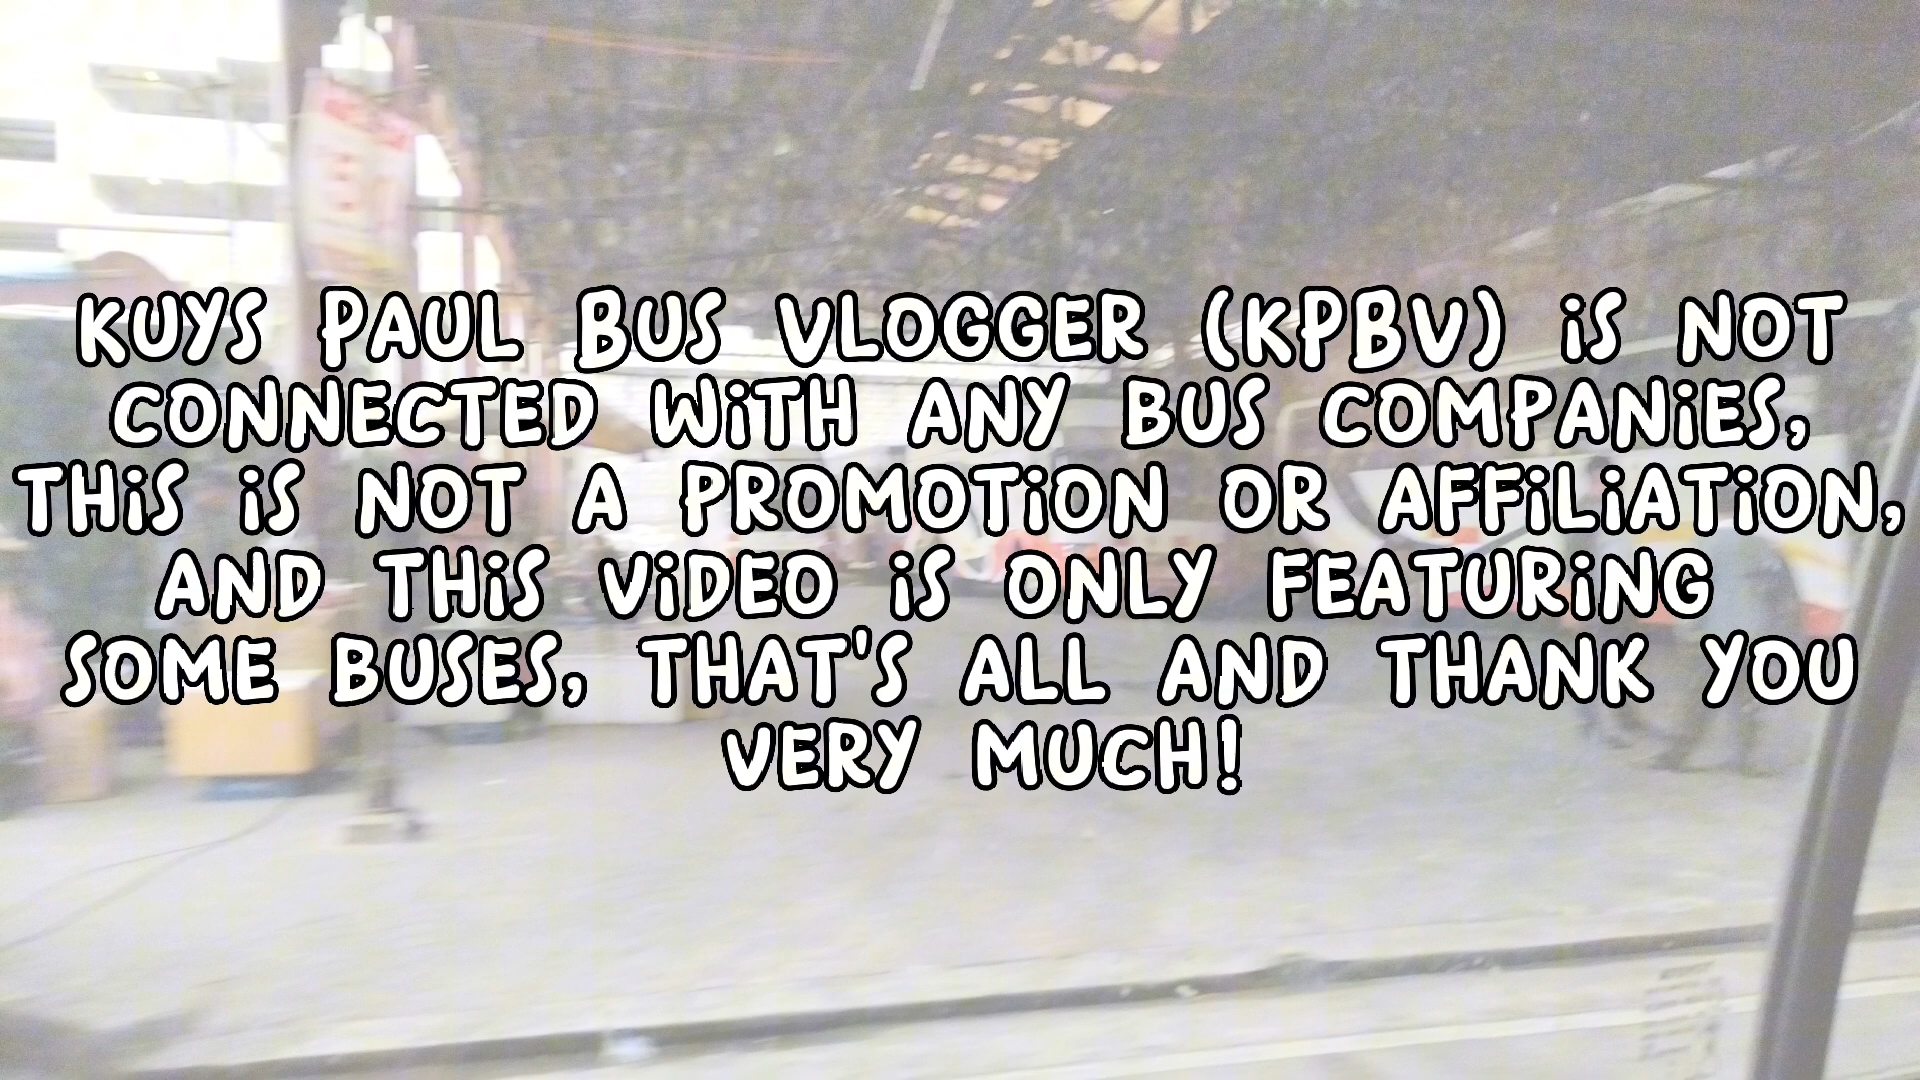 KUYS PAUL BUS VLOGGER (KPBV) iS NOT
CONNECTED WiTH ANY BUS COMPANiES,
THiS iS NOT A PROMOTiON OR AFFiLiATiON,
AND THiS ViDEO iS ONLY FEATURiNG
SOME BUSES, THAT'S ALL AND THANK YOU
VERY MUCH!